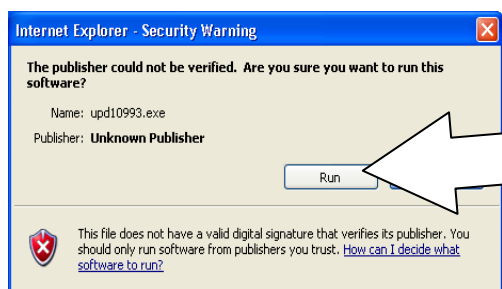 Internet Explorer - Security Warning
The publisher could not be verified. Are you sure you want to run this
software?
Name: upd10993.exe
Publisher: Unknown Publisher
Run
This file does not have a valid digital signature that verifies its publisher. You
should only run software from publishers you trust. How can I decide what
software to run?